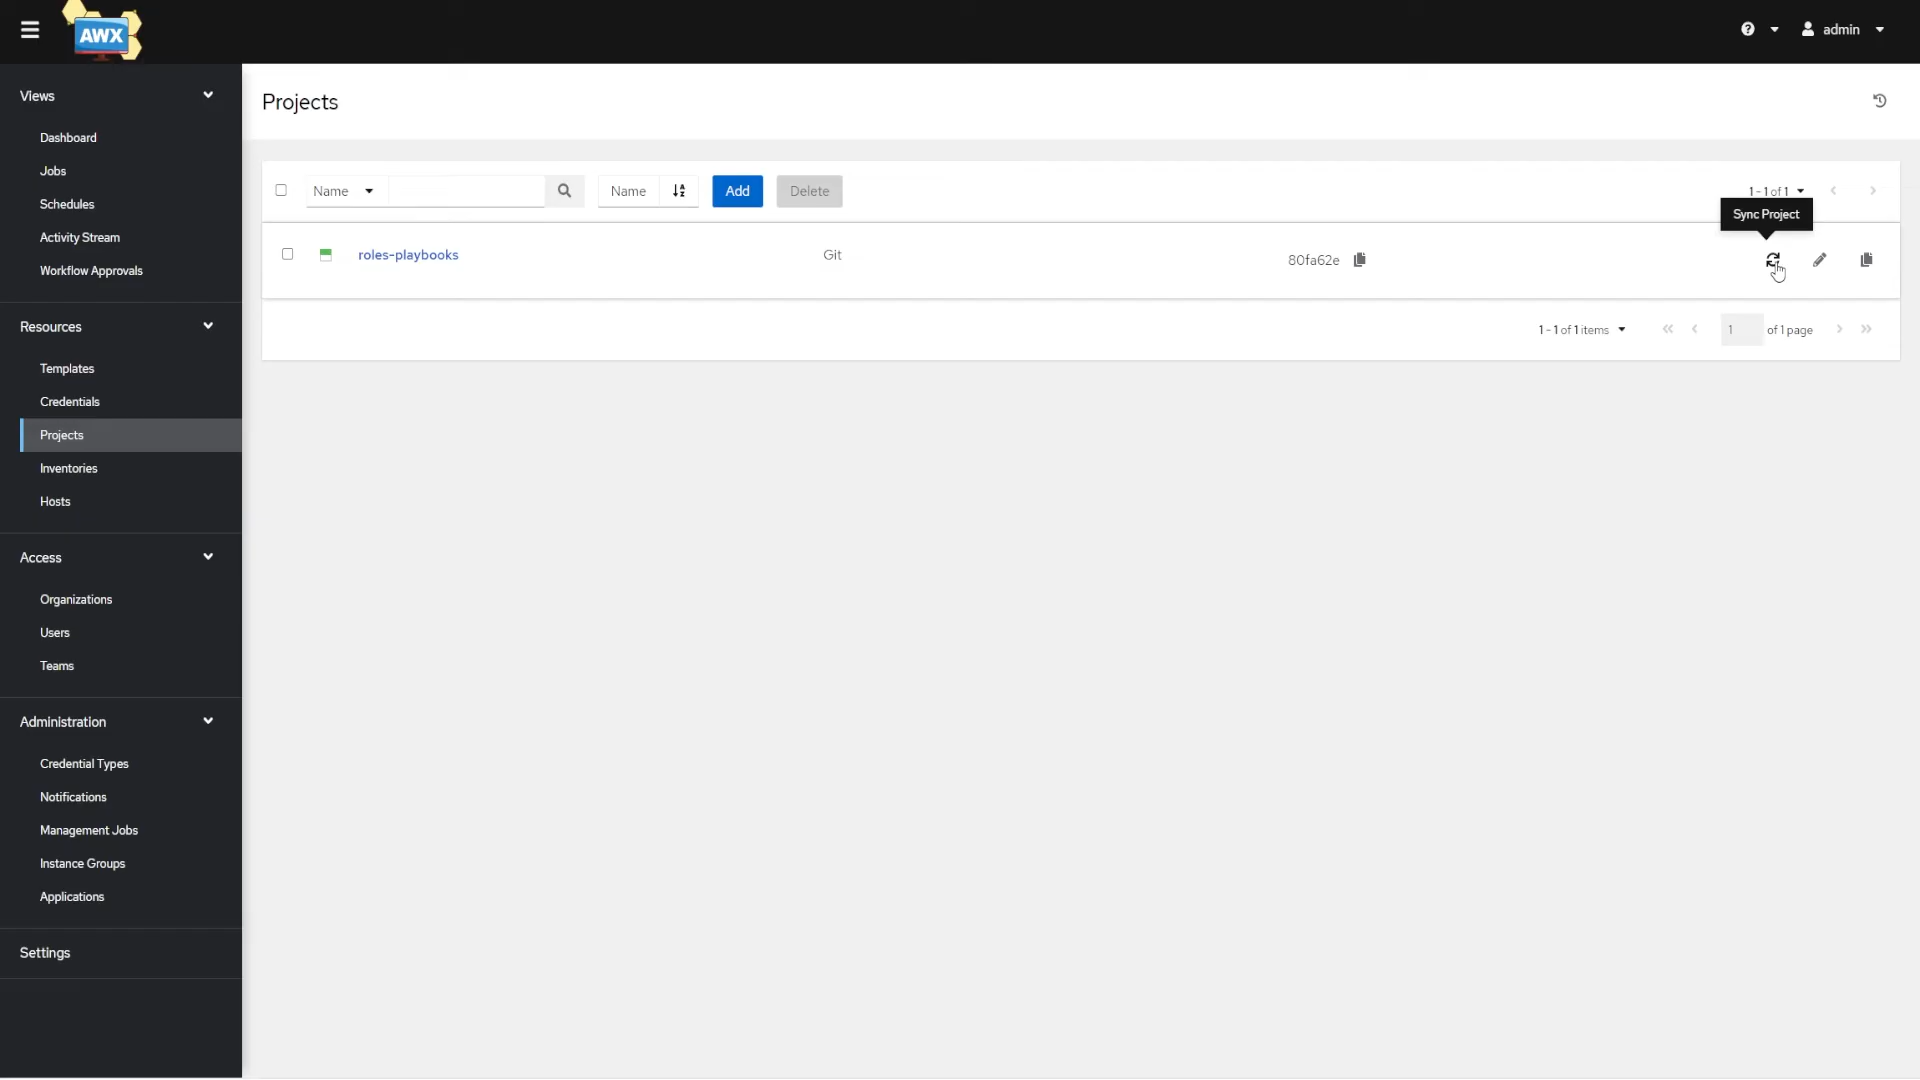 AWX
admin
Views
Dashboard
Jobs
Schedules
Activity Stream
Workflow Approvals
Resources
Templates
Credentials
Projects
Inventories
Hosts
Access
Organizations
Users
Teams
Administration
Credential Types
Notifications
Management Jobs
Instance Groups
Applications
Settings
Projects
Name Name Add Delete 1 - 1 of 1
Sync Project
roles-playbooks Git 80fa62e
1 - 1 of 1 items 1 of 1 page